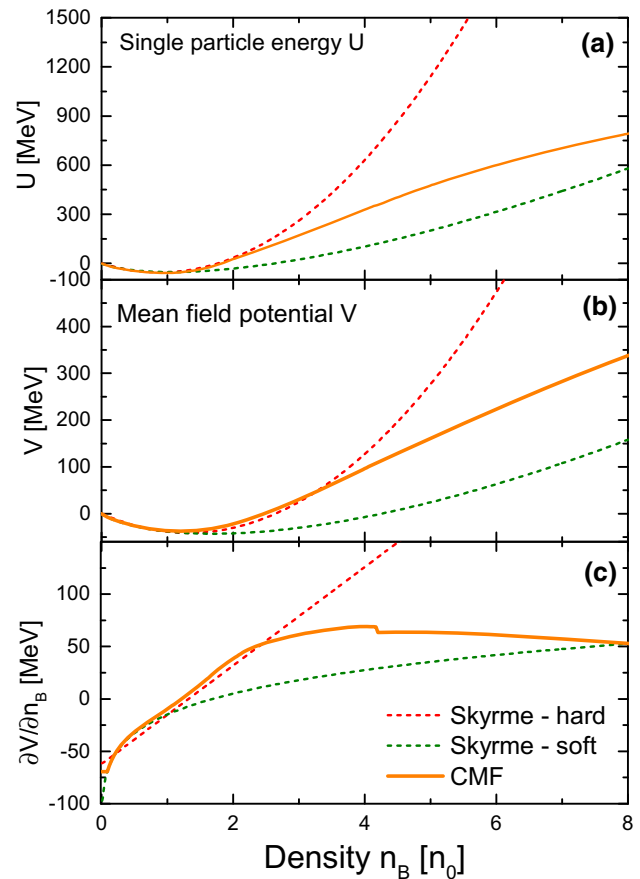 1500
Single particle energy U
(a)
1200
900
U [MeV]
600
300
0
-100
Mean field potential V
(b)
400
300
V [MeV]
200
100
0
100
(c)
50
∂V/∂n_B [MeV]
0
Skyrme - hard
-50
Skyrme - soft
CMF
-100
0 2 4 6 8
Density n_B [n_0]